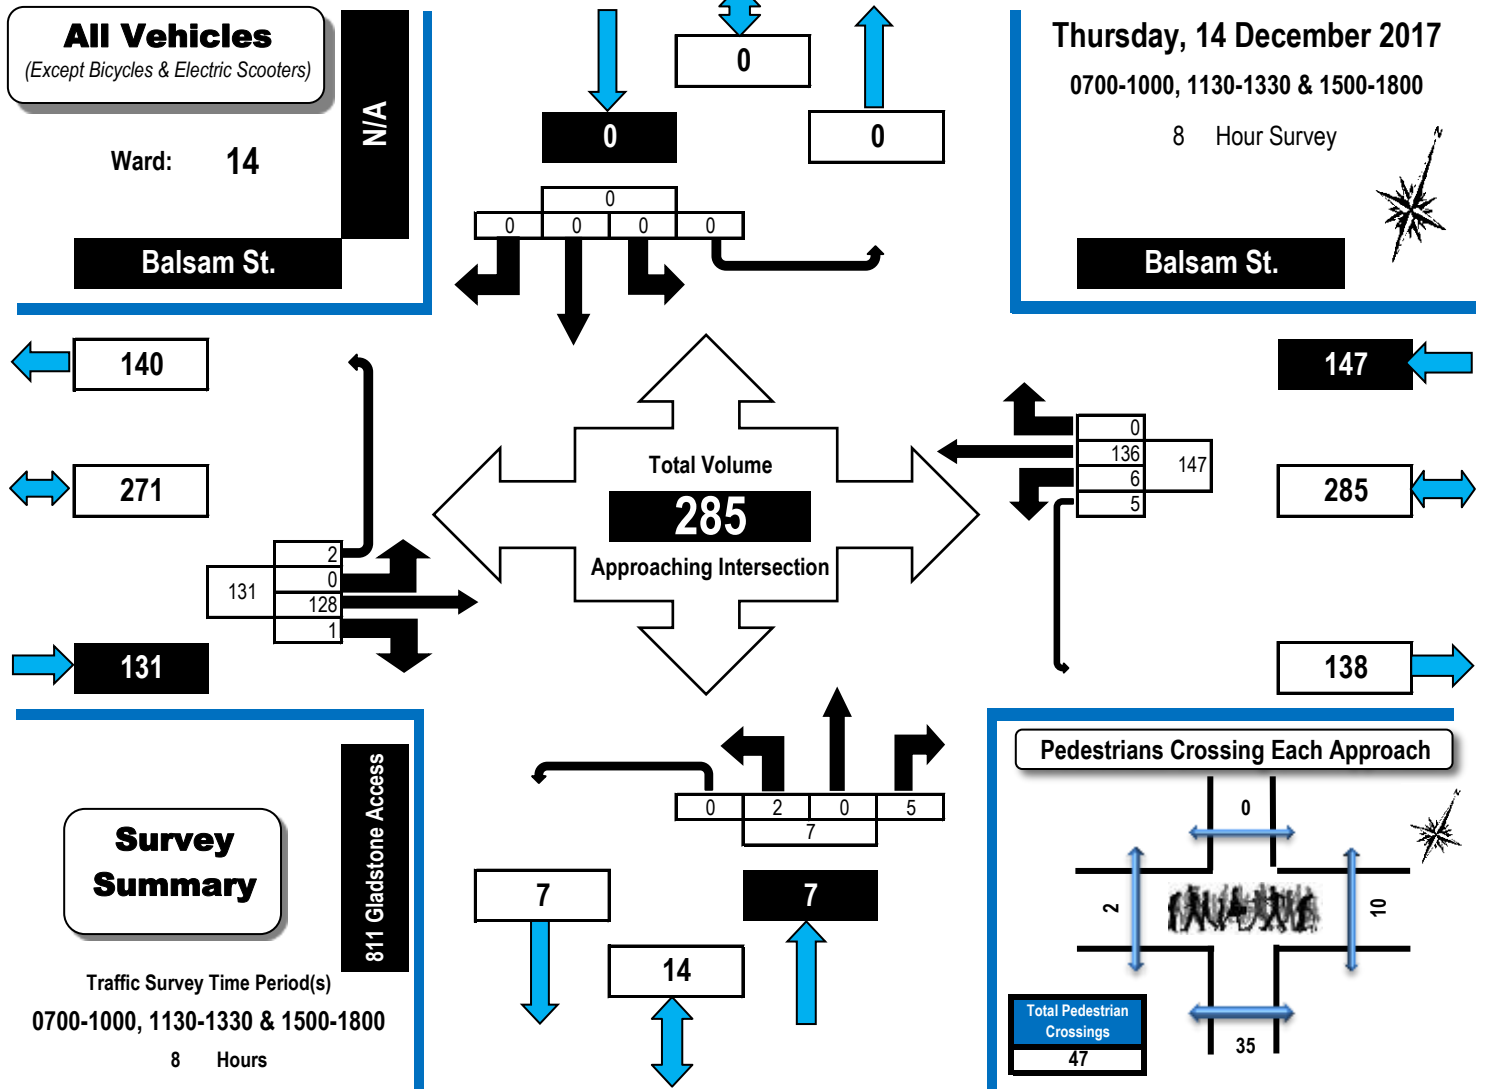 All Vehicles
(Except Bicycles & Electric Scooters)
Ward: 14
N/A
Balsam St.
0
0
0
0
0 0 0 0
Thursday, 14 December 2017
0700-1000, 1130-1330 & 1500-1800
8 Hour Survey
N
Balsam St.
140
271
131
2
0
128
1
131
Total Volume
285
Approaching Intersection
0
136
6
5
147
147
285
138
Survey
Summary
811 Gladstone Access
Traffic Survey Time Period(s)
0700-1000, 1130-1330 & 1500-1800
8 Hours
0 2 0 5
7
7
7
14
Pedestrians Crossing Each Approach
N
0
2
10
35
Total Pedestrian
Crossings
47